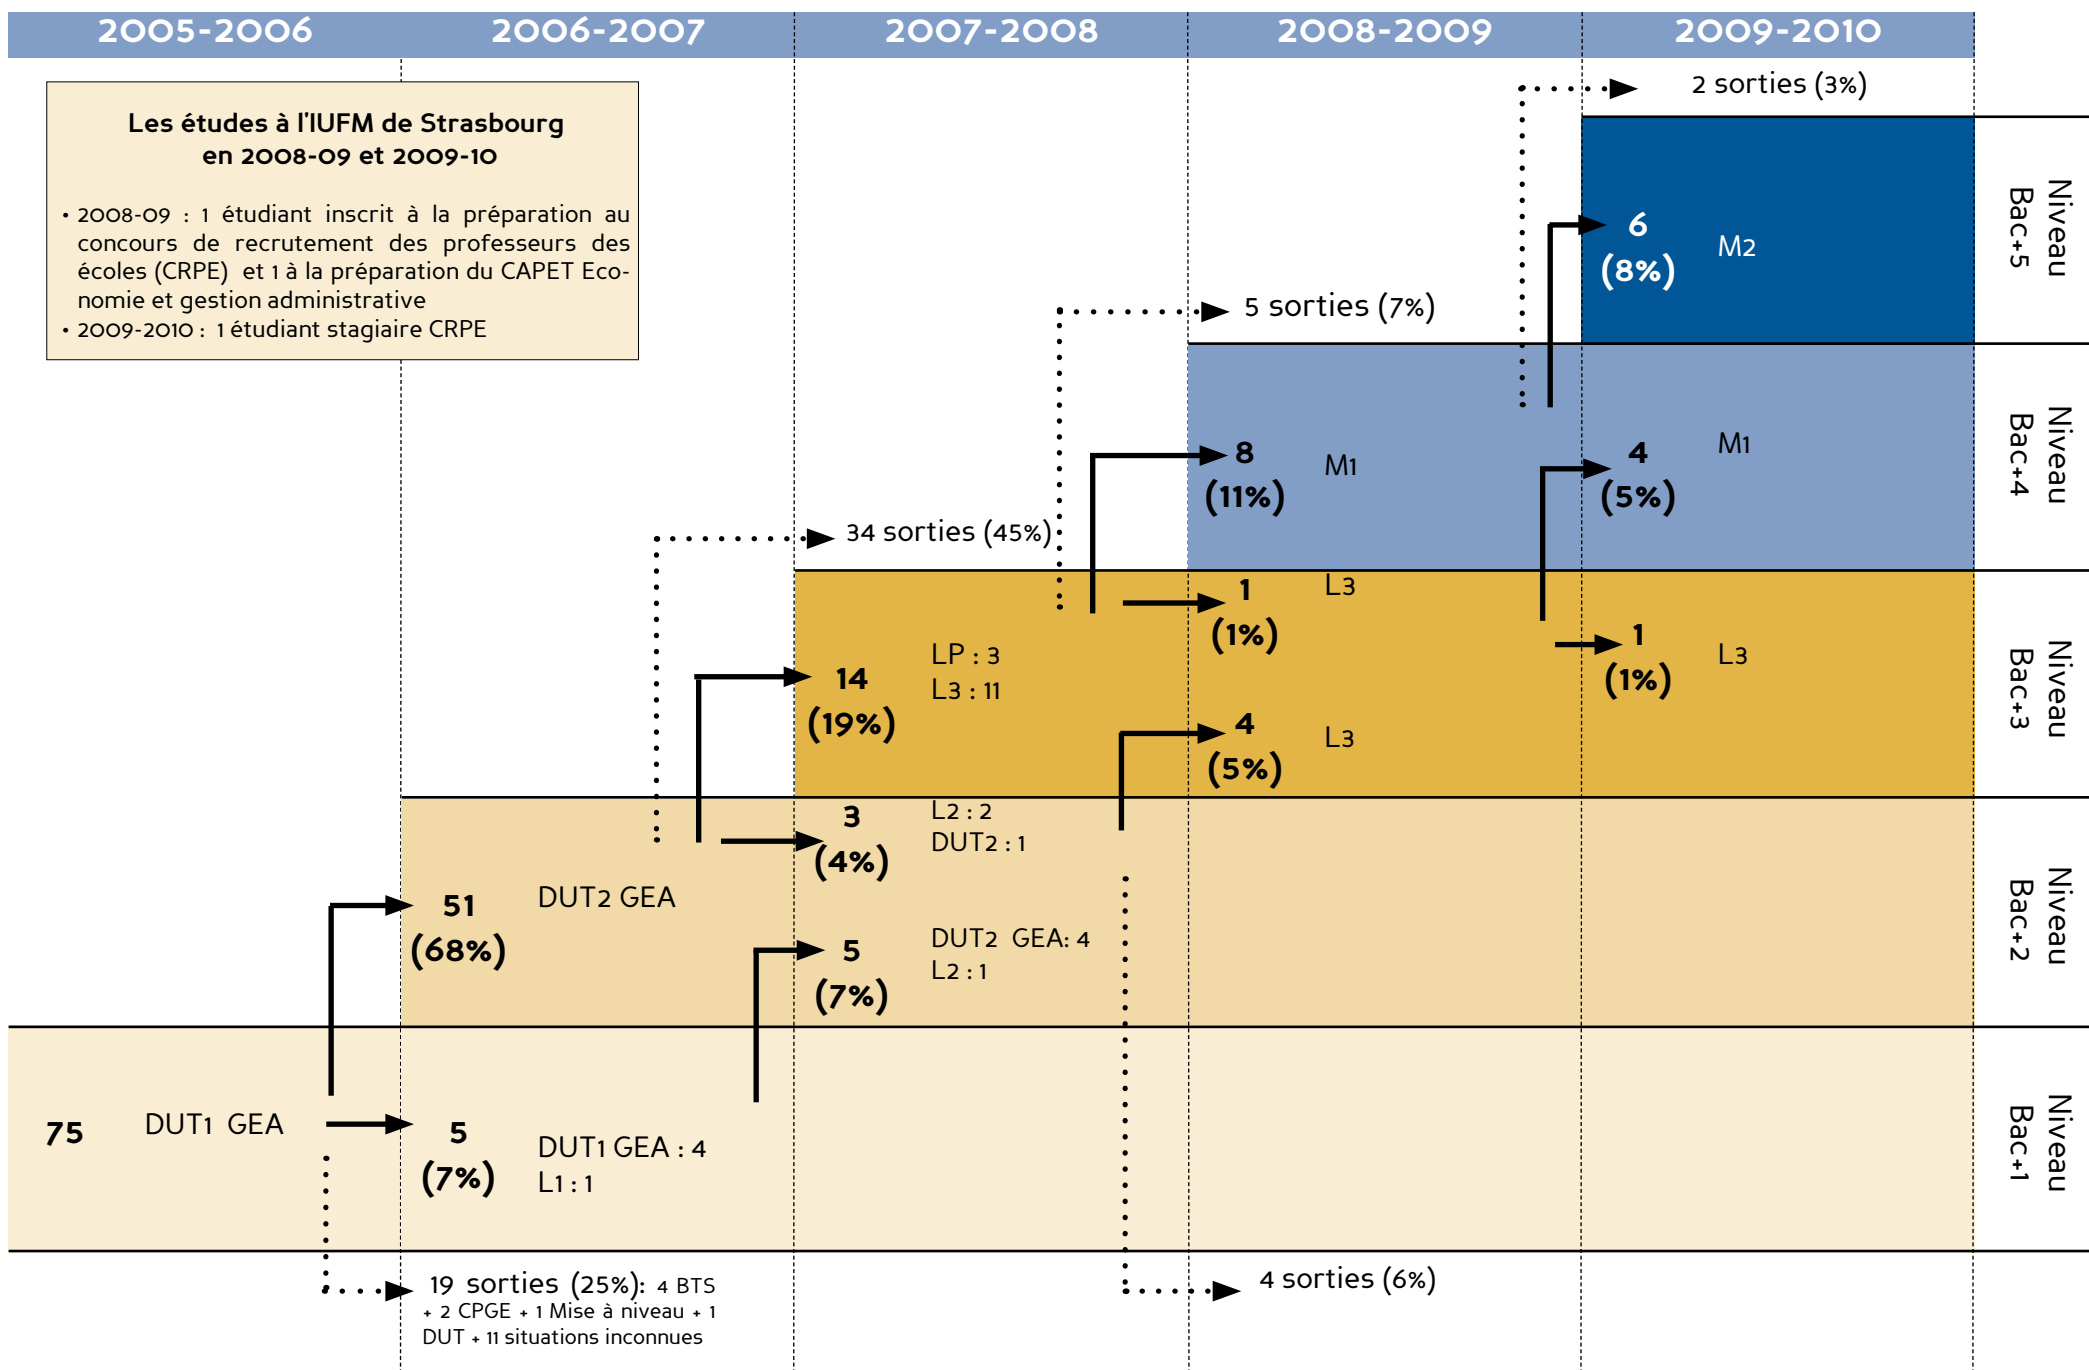 2005-2006
2006-2007
2007-2008
2008-2009
2009-2010
Les études à l'IUFM de Strasbourg
en 2008-09 et 2009-10
• 2008-09 : 1 étudiant inscrit à la préparation au
concours de recrutement des professeurs des
écoles (CRPE) et 1 à la préparation du CAPET Eco-
nomie et gestion administrative
• 2009-2010 : 1 étudiant stagiaire CRPE
2 sorties (3%)
6
(8%)
M2
Niveau
Bac+5
5 sorties (7%)
8
(11%)
M1
4
(5%)
M1
Niveau
Bac+4
34 sorties (45%)
14
(19%)
LP : 3
L3 : 11
1
(1%)
L3
4
(5%)
L3
1
(1%)
L3
Niveau
Bac+3
51
(68%)
DUT2 GEA
3
(4%)
L2 : 2
DUT2 : 1
5
(7%)
DUT2 GEA: 4
L2 : 1
Niveau
Bac+2
75
DUT1 GEA
5
(7%)
DUT1 GEA : 4
L1 : 1
Niveau
Bac+1
19 sorties (25%): 4 BTS
+ 2 CPGE + 1 Mise à niveau + 1
DUT + 11 situations inconnues
4 sorties (6%)